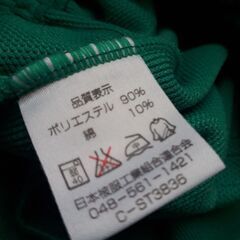 品質表示
ポリエステル 90%
綿 10%
40
日本被服工業組合連合会
048-561-1421
C-ST3836